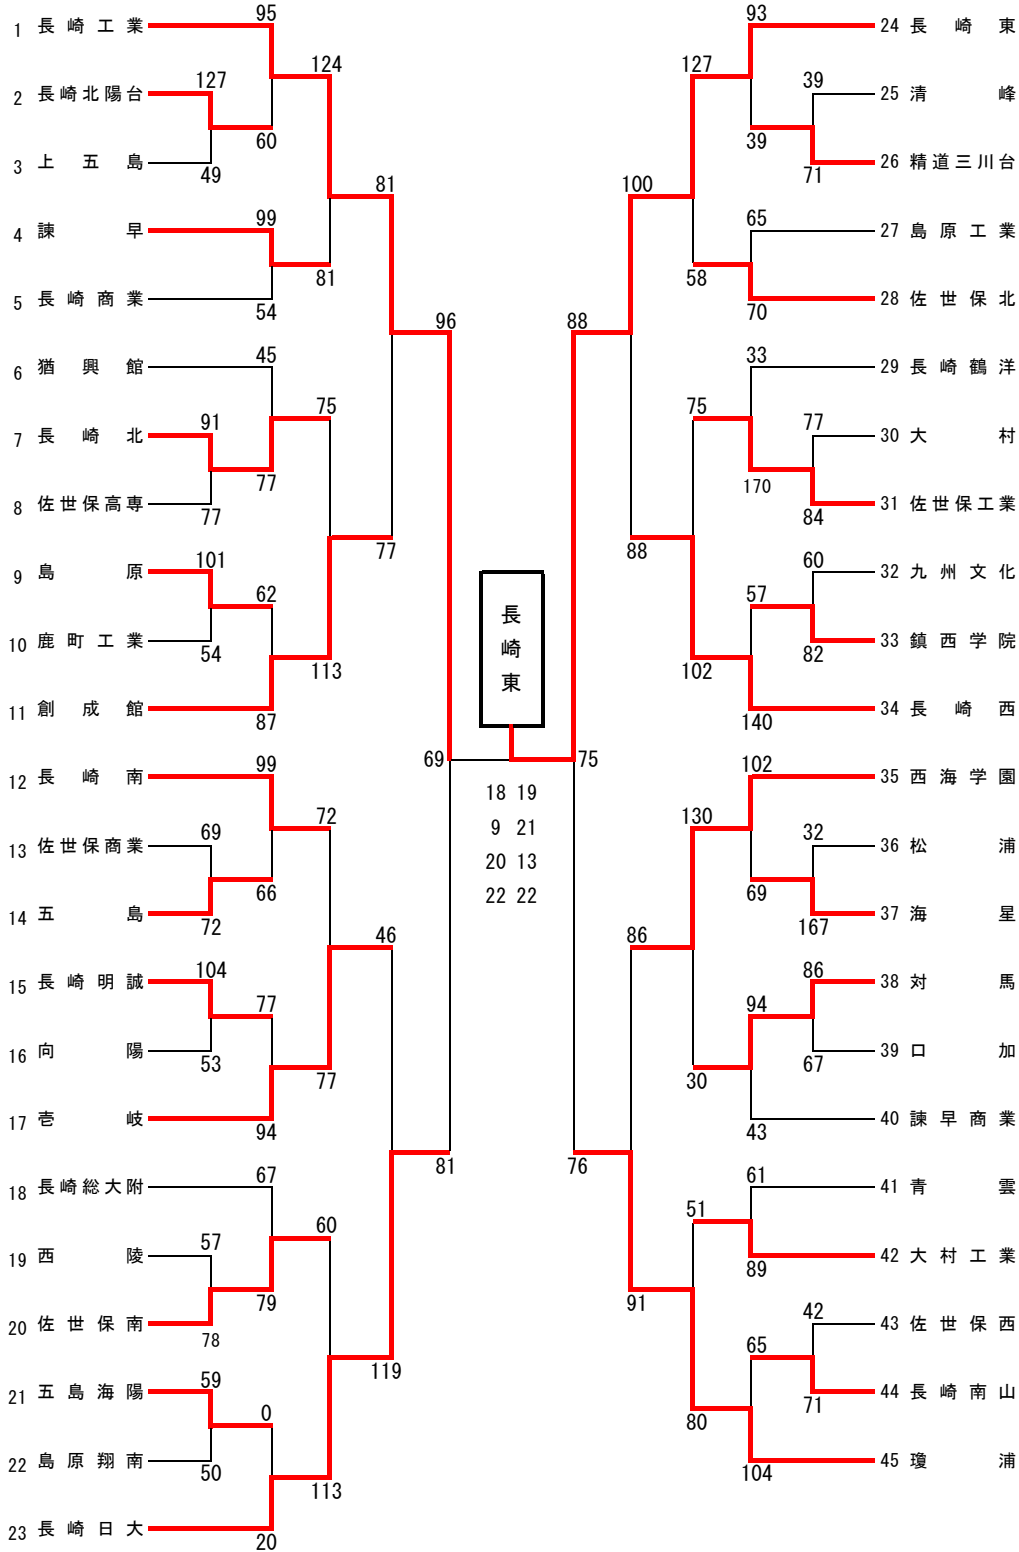 1 長崎工業
95
2 長崎北陽台
127
124
60
3 上五島
49
81
4 諫早
99
81
5 長崎商業
54
96
6 猶興館
45
75
7 長崎北
91
77
8 佐世保高専
77
77
9 島原
101
62
10 鹿町工業
54
113
11 創成館
87
69
12 長崎南
99
72
13 佐世保商業
69
66
14 五島
72
46
15 長崎明誠
104
77
16 向陽
53
77
17 壱岐
94
81
18 長崎総大附
67
60
19 西陵
57
79
20 佐世保南
78
119
21 五島海陽
59
0
22 島原翔南
50
113
23 長崎日大
20
長崎東
18 19
9 21
20 13
22 22
93
24 長崎東
127
39
25 清峰
39
26 精道三川台
71
100
65
27 島原工業
58
28 佐世保北
70
88
33
29 長崎鶴洋
75
77
30 大村
170
31 佐世保工業
84
88
60
32 九州文化
57
33 鎮西学院
82
102
34 長崎西
140
75
102
35 西海学園
130
32
36 松浦
69
37 海星
167
86
86
38 対馬
94
39 口加
67
30
40 諫早商業
43
76
61
41 青雲
51
42 大村工業
89
91
42
43 佐世保西
65
44 長崎南山
71
80
45 瓊浦
104